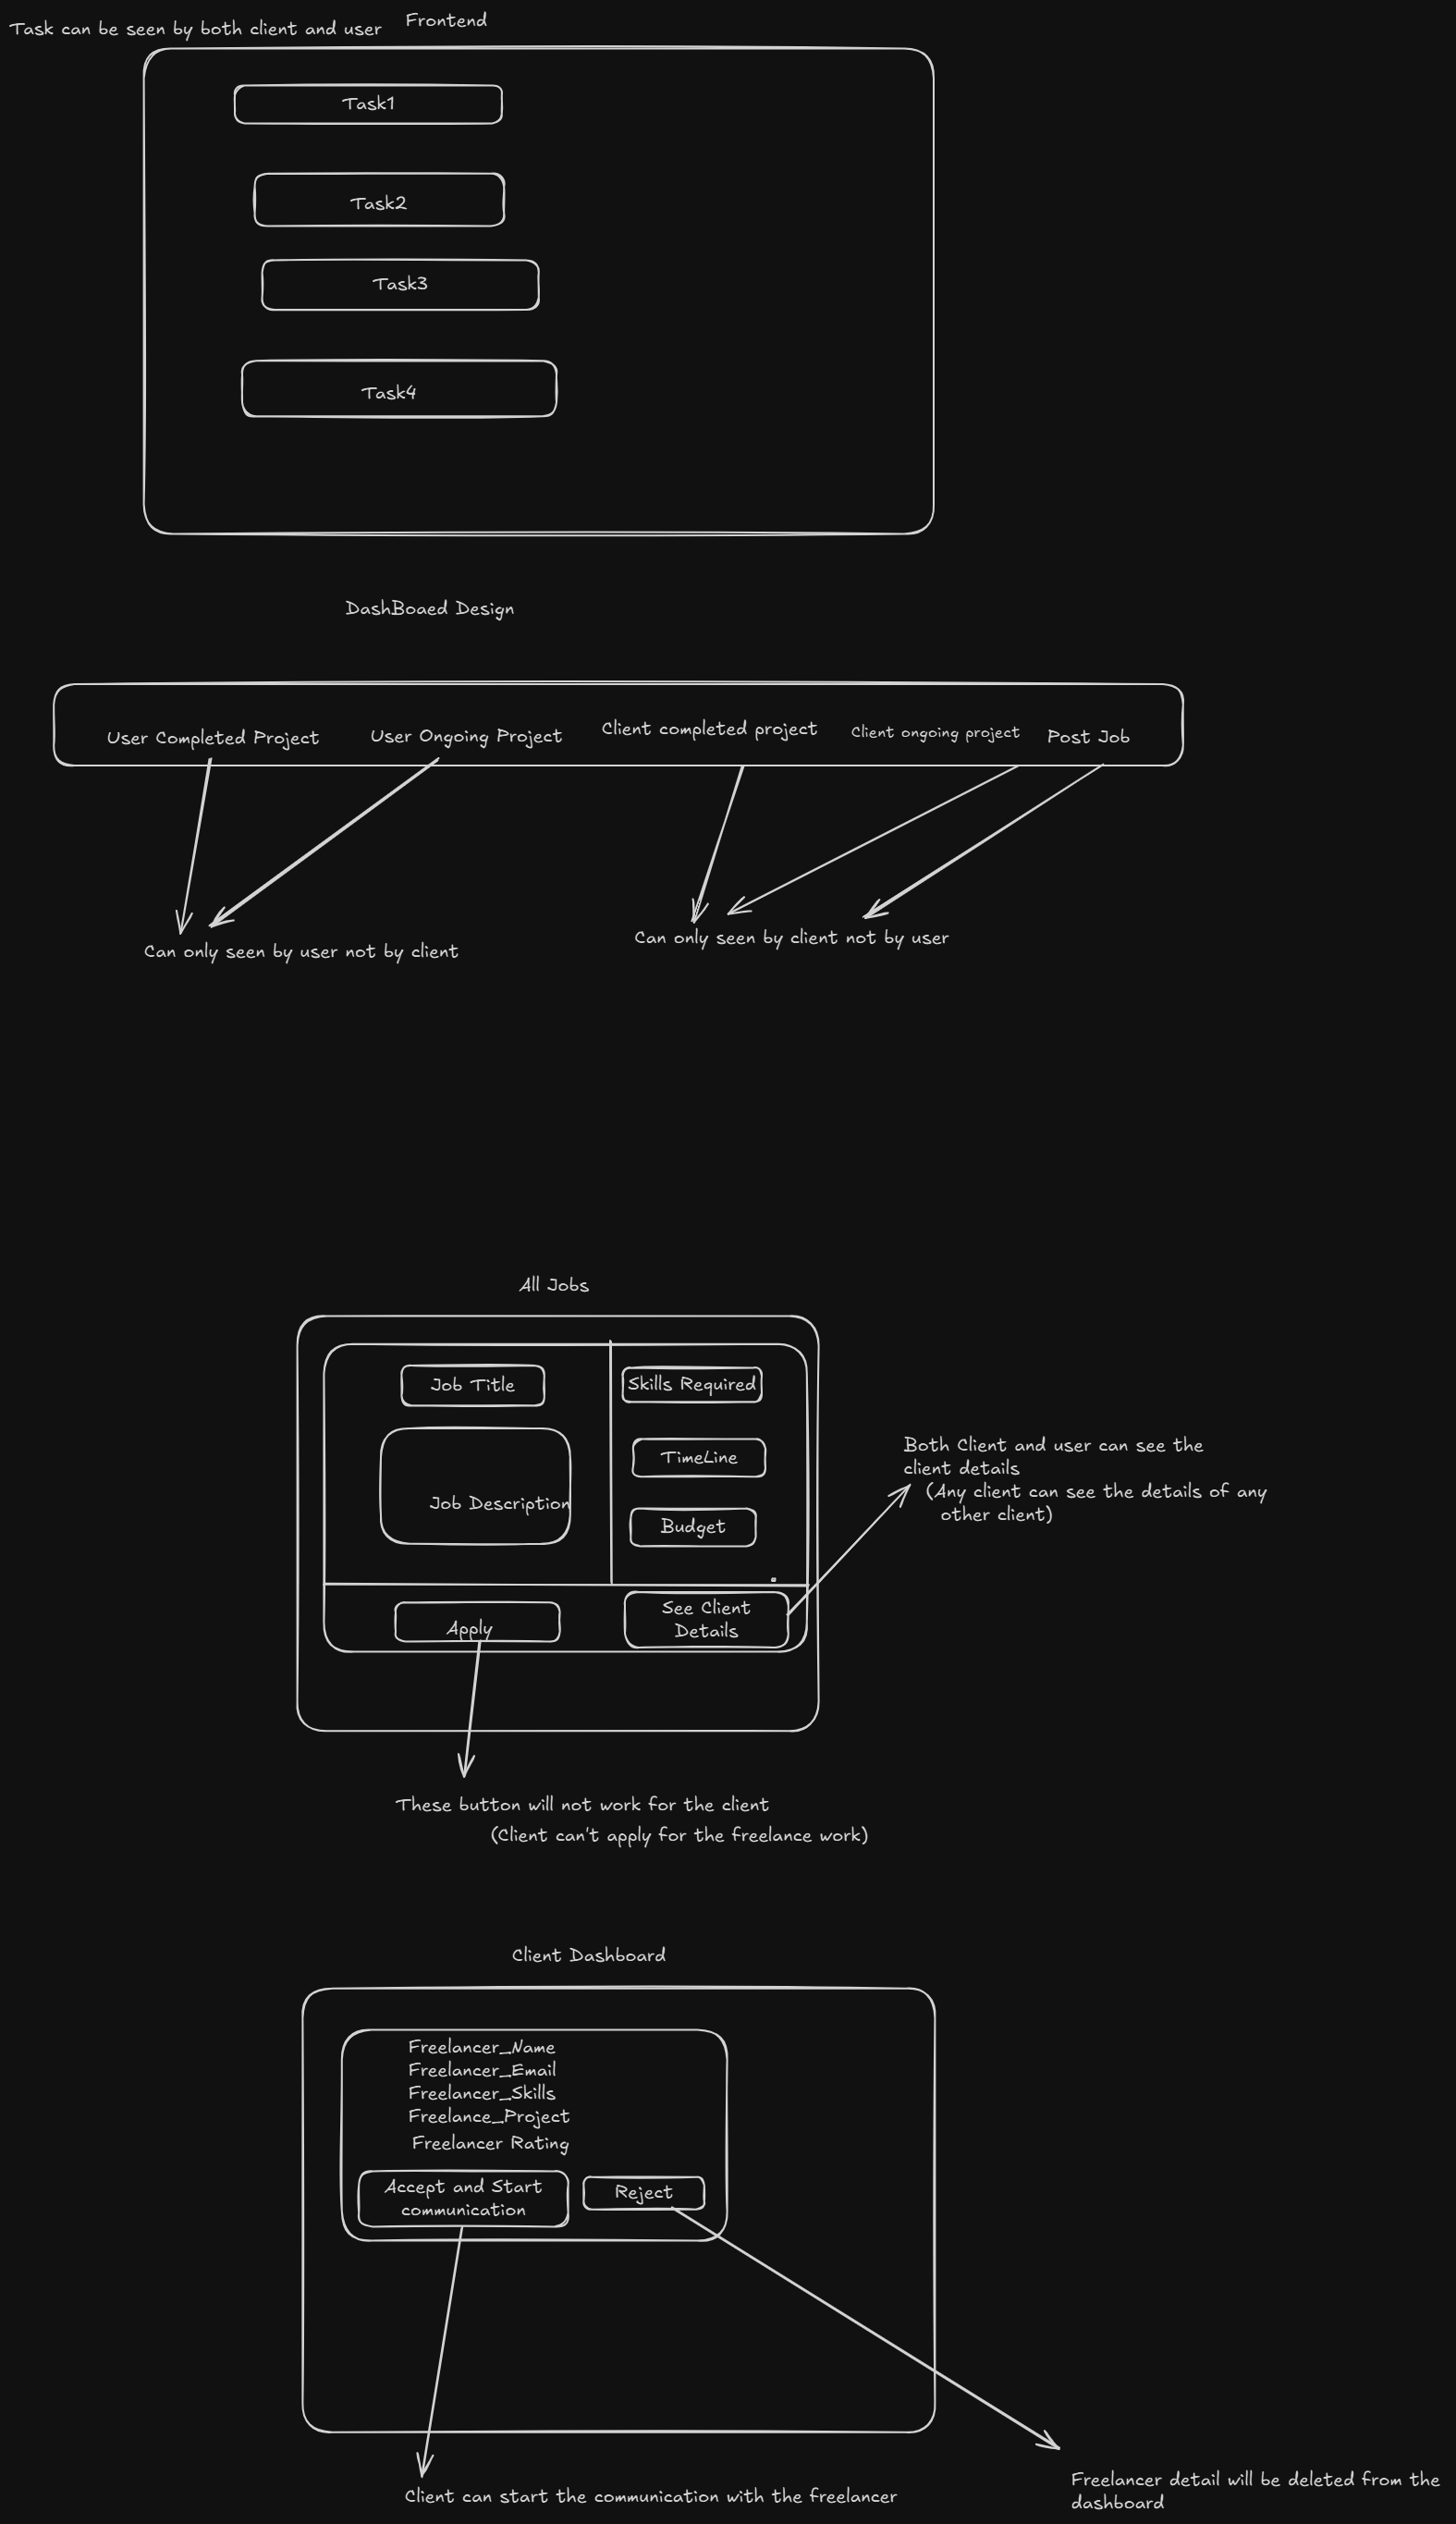 Task can be seen by both client and user
Frontend
Task1
Task2
Task3
Task4
DashBoaed Design
User Completed Project
User Ongoing Project
Client completed project
Client ongoing project
Post Job
Can only seen by user not by client
Can only seen by client not by user
All Jobs
Job Title
Skills Required
Job Description
TimeLine
Budget
Apply
See Client
Details
Both Client and user can see the
client details
(Any client can see the details of any
other client)
These button will not work for the client
(Client can't apply for the freelance work)
Client Dashboard
Freelancer_Name
Freelancer_Email
Freelancer_Skills
Freelance_Project
Freelancer Rating
Accept and Start
communication
Reject
Client can start the communication with the freelancer
Freelancer detail will be deleted from the
dashboard